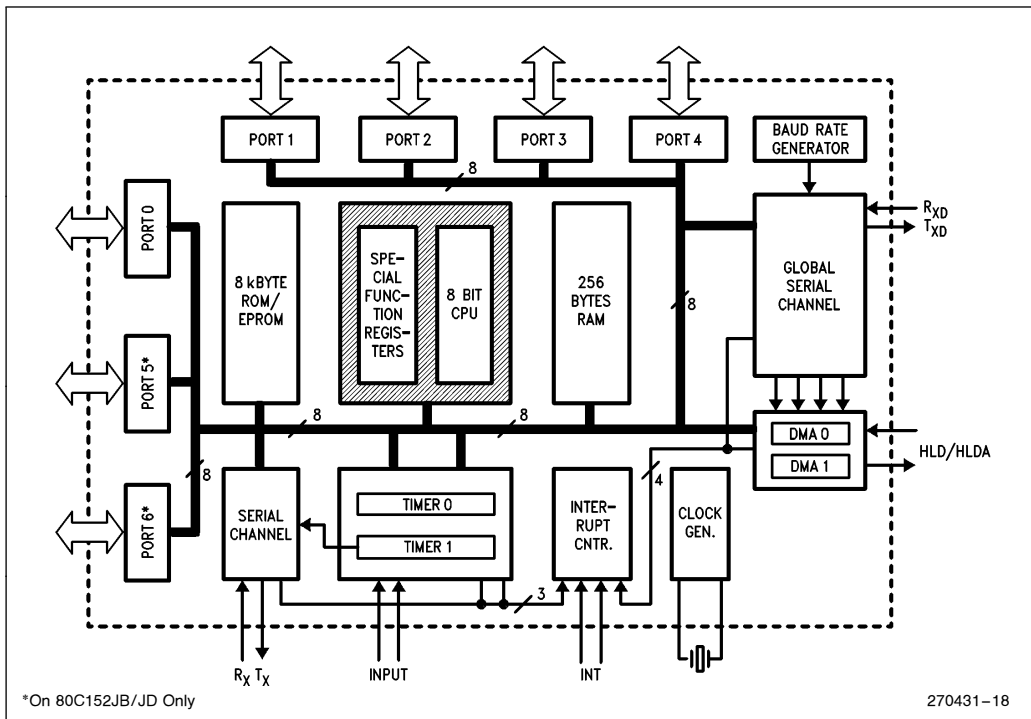 PORT 1
PORT 2
PORT 3
PORT 4
BAUD RATE
GENERATOR
8
PORT 0
8 kBYTE
ROM/
EPROM
SPE-
CIAL
FUNC-
TION
REGIS-
TERS
8 BIT
CPU
256
BYTES
RAM
8
GLOBAL
SERIAL
CHANNEL
RXD
TXD
PORT 5*
8
8
DMA 0
DMA 1
HLD/HLDA
8
PORT 6*
SERIAL
CHANNEL
TIMER 0
TIMER 1
INTER-
RUPT
CNTR.
4
CLOCK
GEN.
3
RX TX
INPUT
INT
*On 80C152JB/JD Only
270431–18